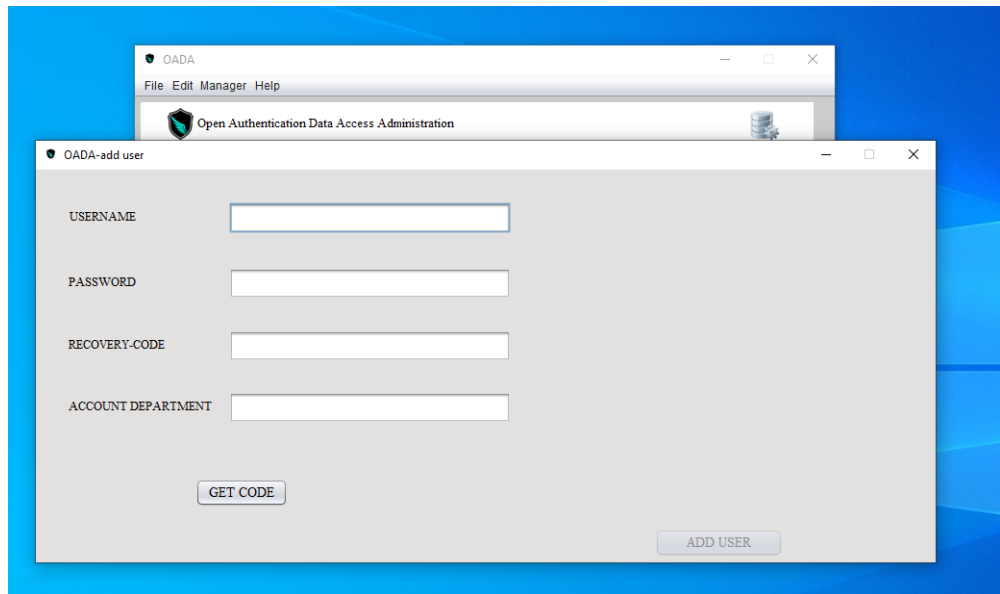 OADA
File Edit Manager Help
Open Authentication Data Access Administration
OADA-add user
USERNAME
PASSWORD
RECOVERY-CODE
ACCOUNT DEPARTMENT
GET CODE
ADD USER